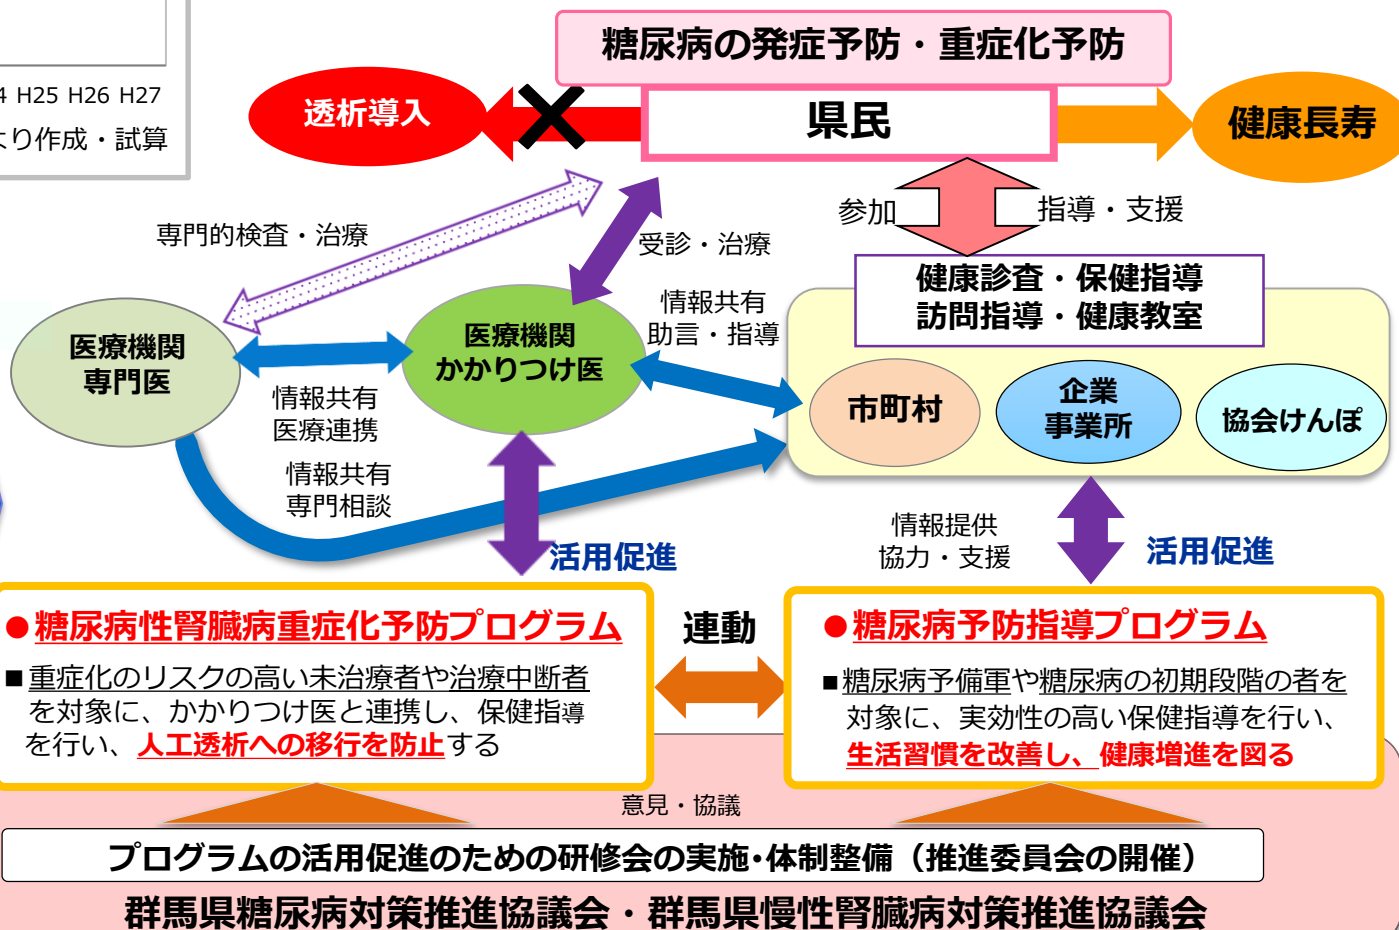 糖尿病の発症予防・重症化予防
4 H25 H26 H27
より作成・試算
透析導入
県民
健康長寿
参加
指導・支援
専門的検査・治療
受診・治療
健康診査・保健指導
訪問指導・健康教室
情報共有
助言・指導
医療機関
専門医
医療機関
かかりつけ医
市町村
企業
事業所
協会けんぽ
情報共有
医療連携
情報共有
専門相談
活用促進
情報提供
協力・支援
活用促進
●糖尿病性腎臓病重症化予防プログラム
■重症化のリスクの高い未治療者や治療中断者
を対象に、かかりつけ医と連携し、保健指導
を行い、人工透析への移行を防止する
連動
●糖尿病予防指導プログラム
■糖尿病予備軍や糖尿病の初期段階の者を
対象に、実効性の高い保健指導を行い、
生活習慣を改善し、健康増進を図る
意見・協議
プログラムの活用促進のための研修会の実施・体制整備（推進委員会の開催）
群馬県糖尿病対策推進協議会・群馬県慢性腎臓病対策推進協議会